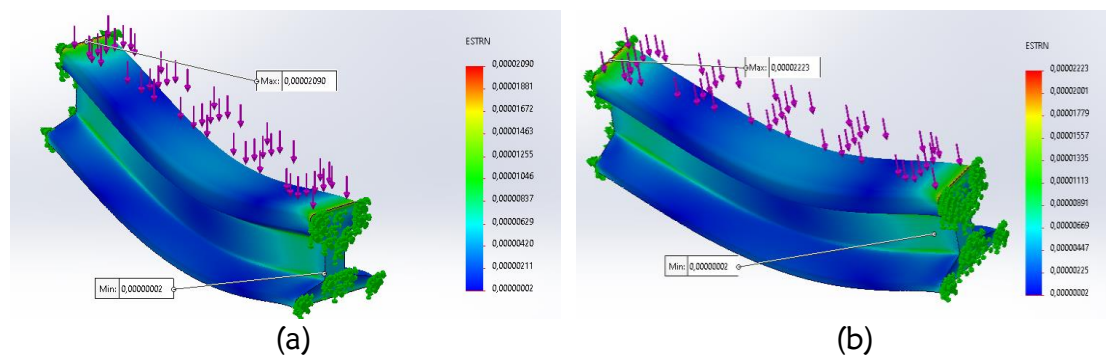 ESTRN
Max: 0,00002090
0,00002090
0,00001881
0,00001672
0,00001463
0,00001255
0,00001046
0,00000837
0,00000629
0,00000420
0,00000211
0,00000002
Min: 0,00000002
(a)
ESTRN
Max: 0,00002223
0,00002223
0,00002001
0,00001779
0,00001557
0,00001335
0,00001113
0,00000891
0,00000669
0,00000447
0,00000225
0,00000002
Min: 0,00000002
(b)